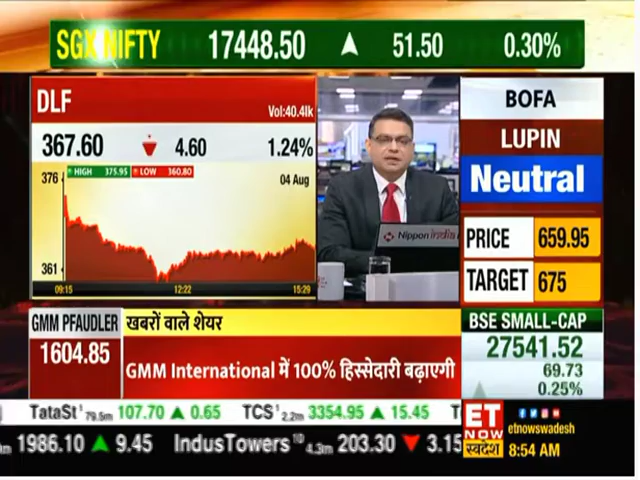 SGX NIFTY 17448.50 51.50 0.30%
DLF
Vol:40.4lk
367.60 4.60 1.24%
376 HIGH 375.95 LOW 360.80 04 Aug
361
09:15 12:22 15:29
BOFA
LUPIN
Neutral
PRICE 659.95
TARGET 675
Nippon india
GMM PFAUDLER खबरों वाले शेयर
1604.85
GMM International में 100% हिस्सेदारी बढ़ाएगी
BSE SMALL-CAP
27541.52
69.73
0.25%
TataSt' 79.5m 107.70 0.65 TCS' 2.2m 3354.95 15.45 T
1986.10 9.45 IndusTowers 4.3m 203.30 3.15
ET
NOW
स्वदेश
etnowswadesh
8:54 AM